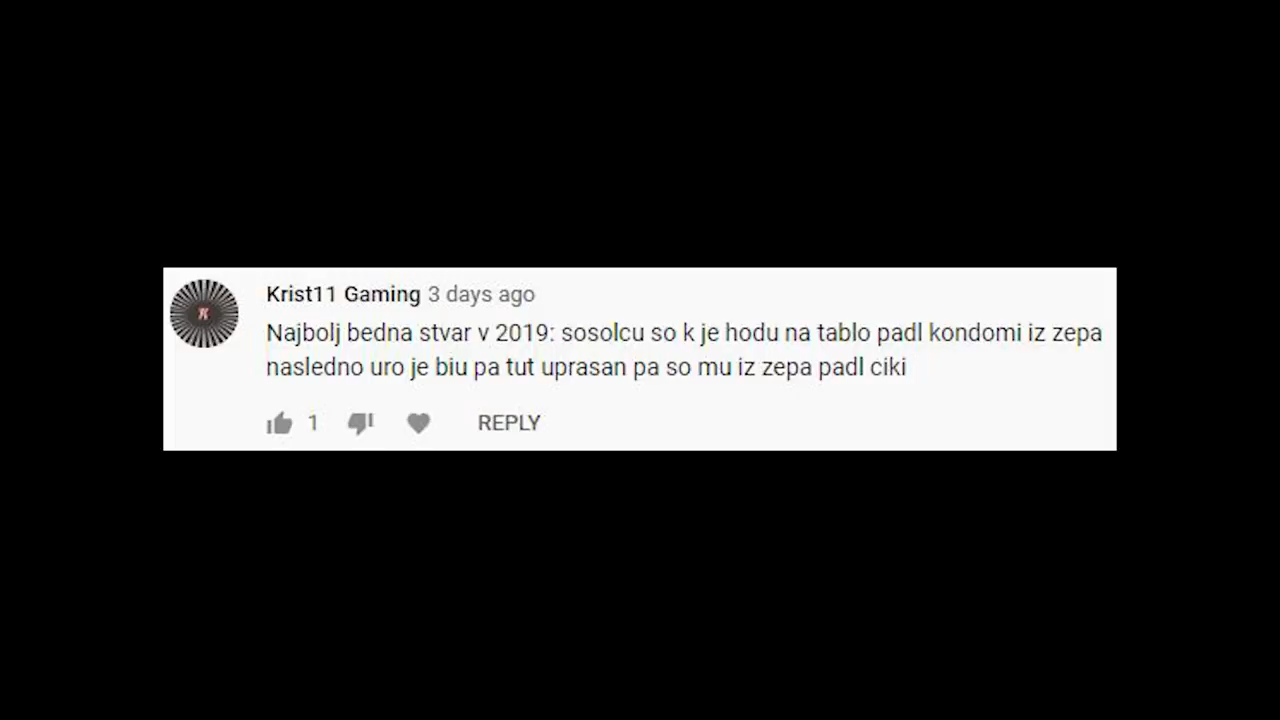 Krist11 Gaming 3 days ago
Najbolj bedna stvar v 2019: sosolcu so k je hodu na tablo padl kondomi iz zepa
nasledno uro je biu pa tut uprasan pa so mu iz zepa padl ciki
1 REPLY